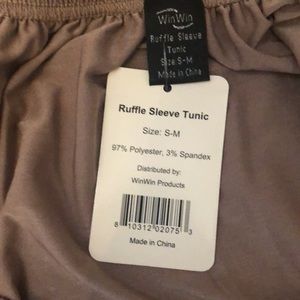 WinWin
Ruffle Sleeve
Tunic
Size S-M
Made in China
Ruffle Sleeve Tunic
Size: S-M
97% Polyester, 3% Spandex
Distributed by:
WinWin Products
8 10312 02075 3
Made in China